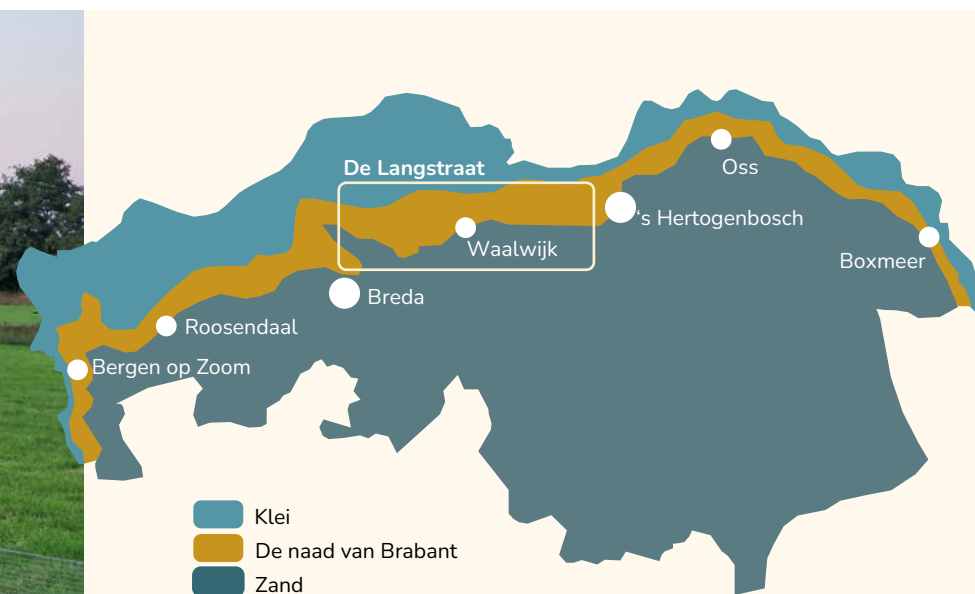 De Langstraat
Oss
‘s Hertogenbosch
Waalwijk
Boxmeer
Breda
Roosendaal
Bergen op Zoom
Klei
De naad van Brabant
Zand